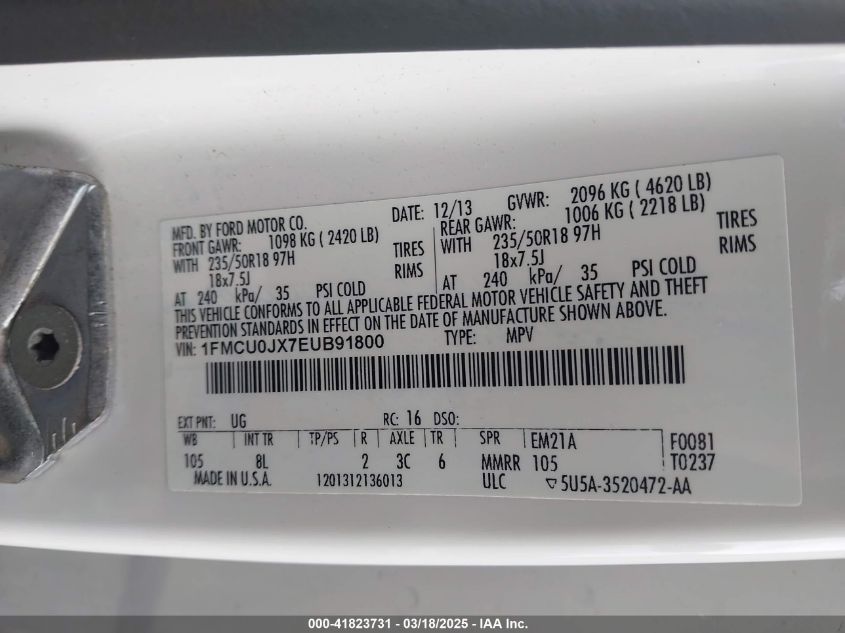 MFD. BY FORD MOTOR CO.
DATE: 12/13 GVWR: 2096 KG ( 4620 LB)
FRONT GAWR: 1098 KG ( 2420 LB)
REAR GAWR: 1006 KG ( 2218 LB)
WITH 235/50R18 97H TIRES
WITH 235/50R18 97H TIRES
18x7.5J RIMS
18x7.5J RIMS
AT 240 kPa/ 35 PSI COLD
AT 240 kPa/ 35 PSI COLD
THIS VEHICLE CONFORMS TO ALL APPLICABLE FEDERAL MOTOR VEHICLE SAFETY AND THEFT
PREVENTION STANDARDS IN EFFECT ON THE DATE OF MANUFACTURE SHOWN ABOVE.
VIN: 1FMCU0JX7EUB91800 TYPE: MPV
EXT PNT: UG RC: 16 DSO:
WB INT TR TP/PS R AXLE TR SPR EM21A F0081
105 8L 2 3C 6 MMRR 105 T0237
MADE IN U.S.A. 1201312136013 ULC ▽5U5A-3520472-AA
000-41823731 - 03/18/2025 - IAA Inc.